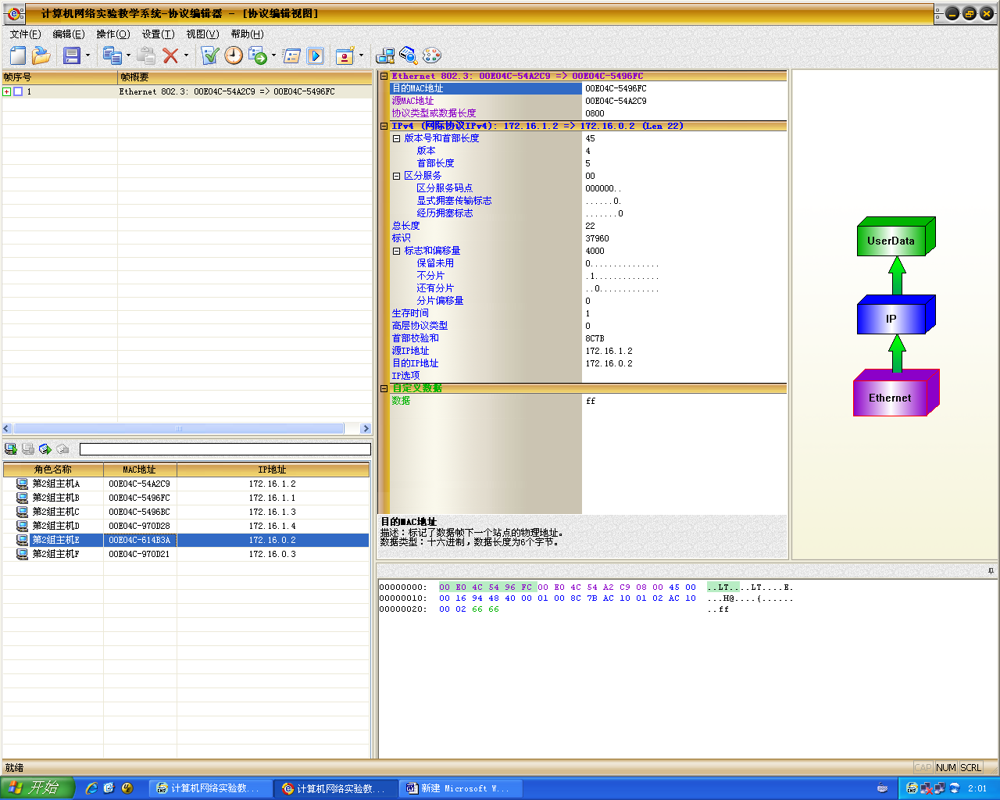 计算机网络实验教学系统-协议编辑器 - [协议编辑视图]
文件(F) 编辑(E) 操作(O) 设置(T) 视图(V) 帮助(H)
帧序号 帧概要
1 Ethernet 802.3: 00E04C-54A2C9 => 00E04C-5496FC
Ethernet 802.3: 00E04C-54A2C9 => 00E04C-5496FC
目的MAC地址 00E04C-5496FC
源MAC地址 00E04C-54A2C9
协议类型或数据长度 0800
IPv4 (网际协议IPv4): 172.16.1.2 => 172.16.0.2 (Len 22)
版本号和首部长度 45
版本 4
首部长度 5
区分服务 00
区分服务码点 000000..
显式拥塞传输标志 ......0.
经历拥塞标志 .......0
总长度 22
标识 37960
标志和偏移量 4000
保留未用 0...............
不分片 .1..............
还有分片 ..0.............
分片偏移量 0
生存时间 1
高层协议类型 0
首部校验和 8C7B
源IP地址 172.16.1.2
目的IP地址 172.16.0.2
IP选项
自定义数据
数据 ff
目的MAC地址
描述：标记了数据帧下一个站点的物理地址。
数据类型：十六进制，数据长度为6个字节。
UserData
IP
Ethernet
角色名称 MAC地址 IP地址
第2组主机A 00E04C-54A2C9 172.16.1.2
第2组主机B 00E04C-5496FC 172.16.1.1
第2组主机C 00E04C-5496BC 172.16.1.3
第2组主机D 00E04C-970D28 172.16.1.4
第2组主机E 00E04C-614B3A 172.16.0.2
第2组主机F 00E04C-970D21 172.16.0.3
00000000: 00 E0 4C 54 96 FC 00 E0 4C 54 A2 C9 08 00 45 00 ..LT....LT....E.
00000010: 00 16 94 48 40 00 01 00 8C 7B AC 10 01 02 AC 10 ...H@....{......
00000020: 00 02 66 66 ..ff
就绪 CAP NUM SCRL
开始 计算机网络实验教... 计算机网络实验教... 新建 Microsoft W... 2:01